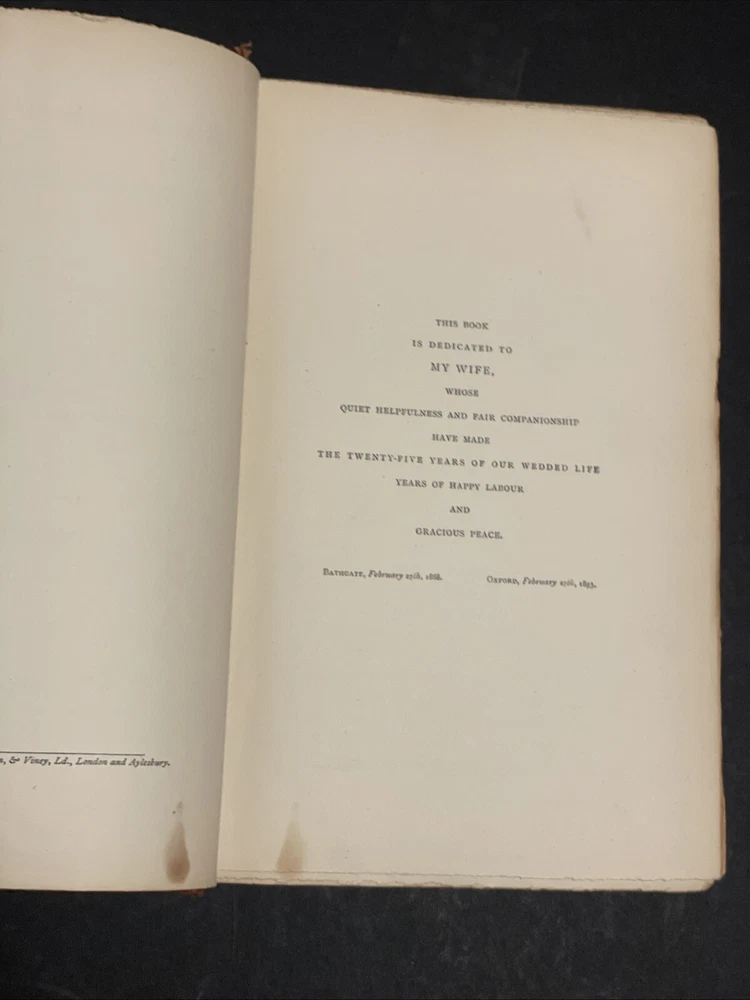 & Viney, Ld., London and Aylesbury.
THIS BOOK
IS DEDICATED TO
MY WIFE,
WHOSE
QUIET HELPFULNESS AND FAIR COMPANIONSHIP
HAVE MADE
THE TWENTY-FIVE YEARS OF OUR WEDDED LIFE
YEARS OF HAPPY LABOUR
AND
GRACIOUS PEACE.
BATHGATE, February 27th, 1868. OXFORD, February 27th, 1893.